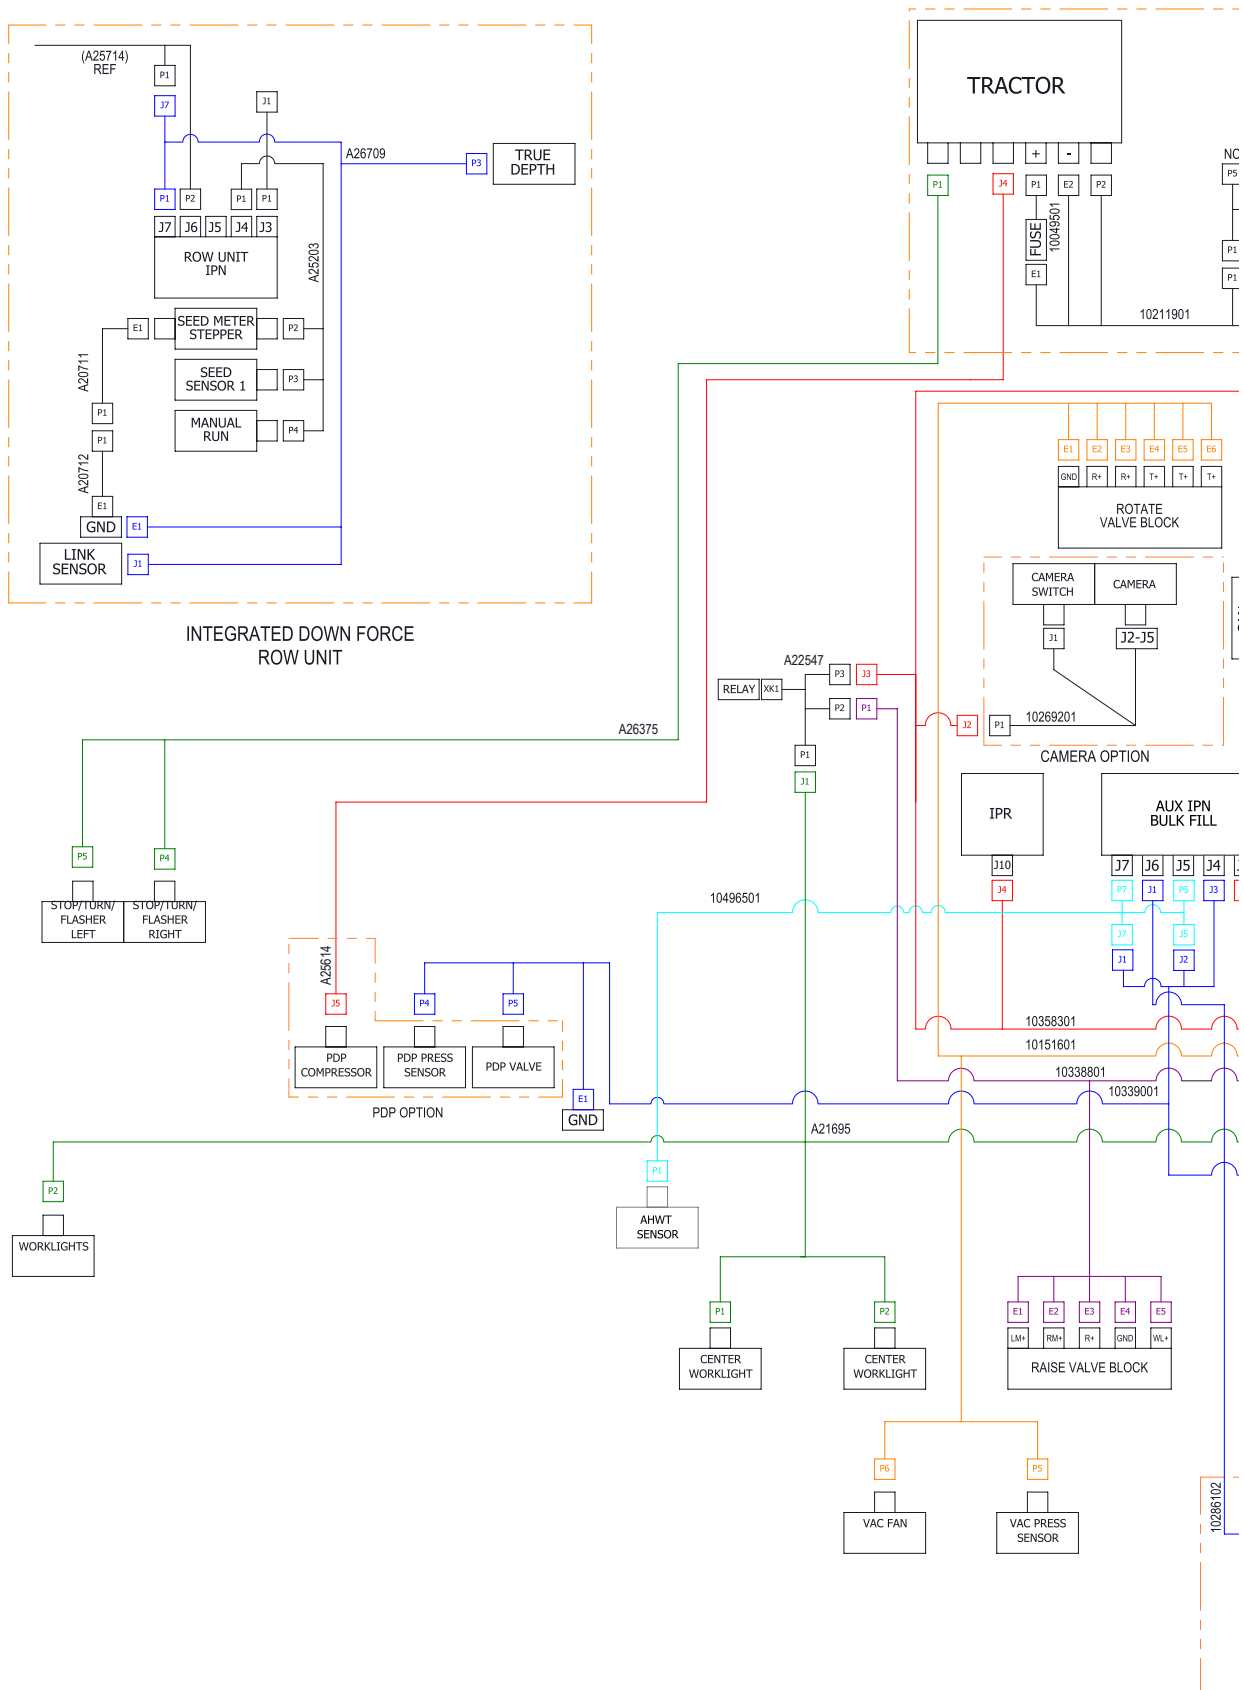 (A25714)
REF
P1
J7
J1
A26709
P3
TRUE
DEPTH
P1
P2
P1
P1
J7
J6
J5
J4
J3
ROW UNIT
IPN
A25203
SEED METER
STEPPER
E1
P2
A20711
SEED
SENSOR 1
P3
MANUAL
RUN
P4
P1
P1
A20712
E1
GND
E1
LINK
SENSOR
J1
INTEGRATED DOWN FORCE
ROW UNIT
TRACTOR
+
-
P1
J4
P1
E2
P2
FUSE
10049501
E1
10211901
P5
P1
P1
E1
E2
E3
E4
E5
E6
GND
R+
R+
T+
T+
T+
ROTATE
VALVE BLOCK
CAMERA
SWITCH
CAMERA
J1
J2-J5
P1
10269201
J2
CAMERA OPTION
A22547
RELAY
XK1
P3
J3
P2
P1
P1
J1
A26375
P5
P4
STOP/TURN/
FLASHER
LEFT
STOP/TURN/
FLASHER
RIGHT
IPR
J10
J4
AUX IPN
BULK FILL
J7
J6
J5
J4
P7
J1
P5
J3
J7
J5
J1
J2
10496501
A25614
J5
P4
P5
PDP
COMPRESSOR
PDP PRESS
SENSOR
PDP VALVE
PDP OPTION
E1
GND
10358301
10151601
10338801
10339001
A21695
P2
WORKLIGHTS
P1
AHWT
SENSOR
P1
P2
CENTER
WORKLIGHT
CENTER
WORKLIGHT
E1
E2
E3
E4
E5
LM+
RM+
R+
GND
WL+
RAISE VALVE BLOCK
P6
P5
VAC FAN
VAC PRESS
SENSOR
10286102